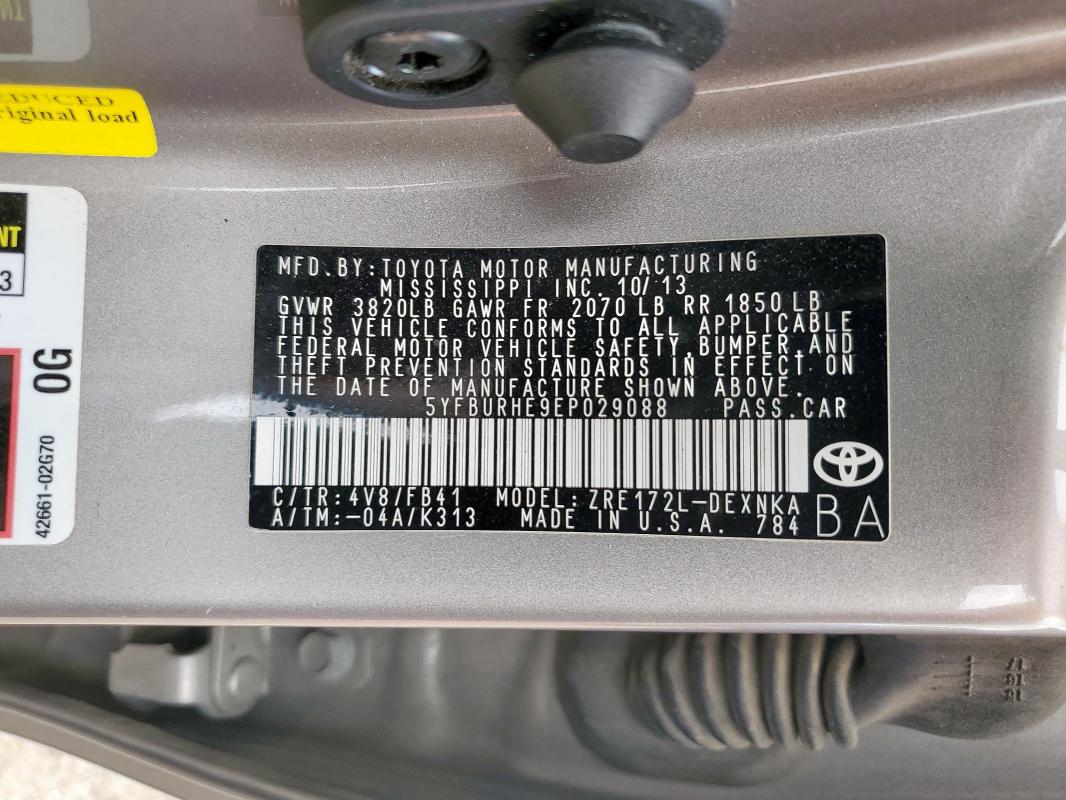 EDUCED
riginal load
NT
3
0G
42661-02G70
MFD.BY:TOYOTA MOTOR MANUFACTURING
MISSISSIPPI INC. 10/13
GVWR 3820LB GAWR FR 2070 LB RR 1850 LB
THIS VEHICLE CONFORMS TO ALL APPLICABLE
FEDERAL MOTOR VEHICLE SAFETY,BUMPER,AND
THEFT PREVENTION STANDARDS IN EFFECT ON
THE DATE OF MANUFACTURE SHOWN ABOVE.
5YFBURHE9EP029088 PASS.CAR
C/TR:4V8/FB41 MODEL:ZRE172L-DEXNKA
A/TM:-04A/K313 MADE IN U.S.A. 784
BA